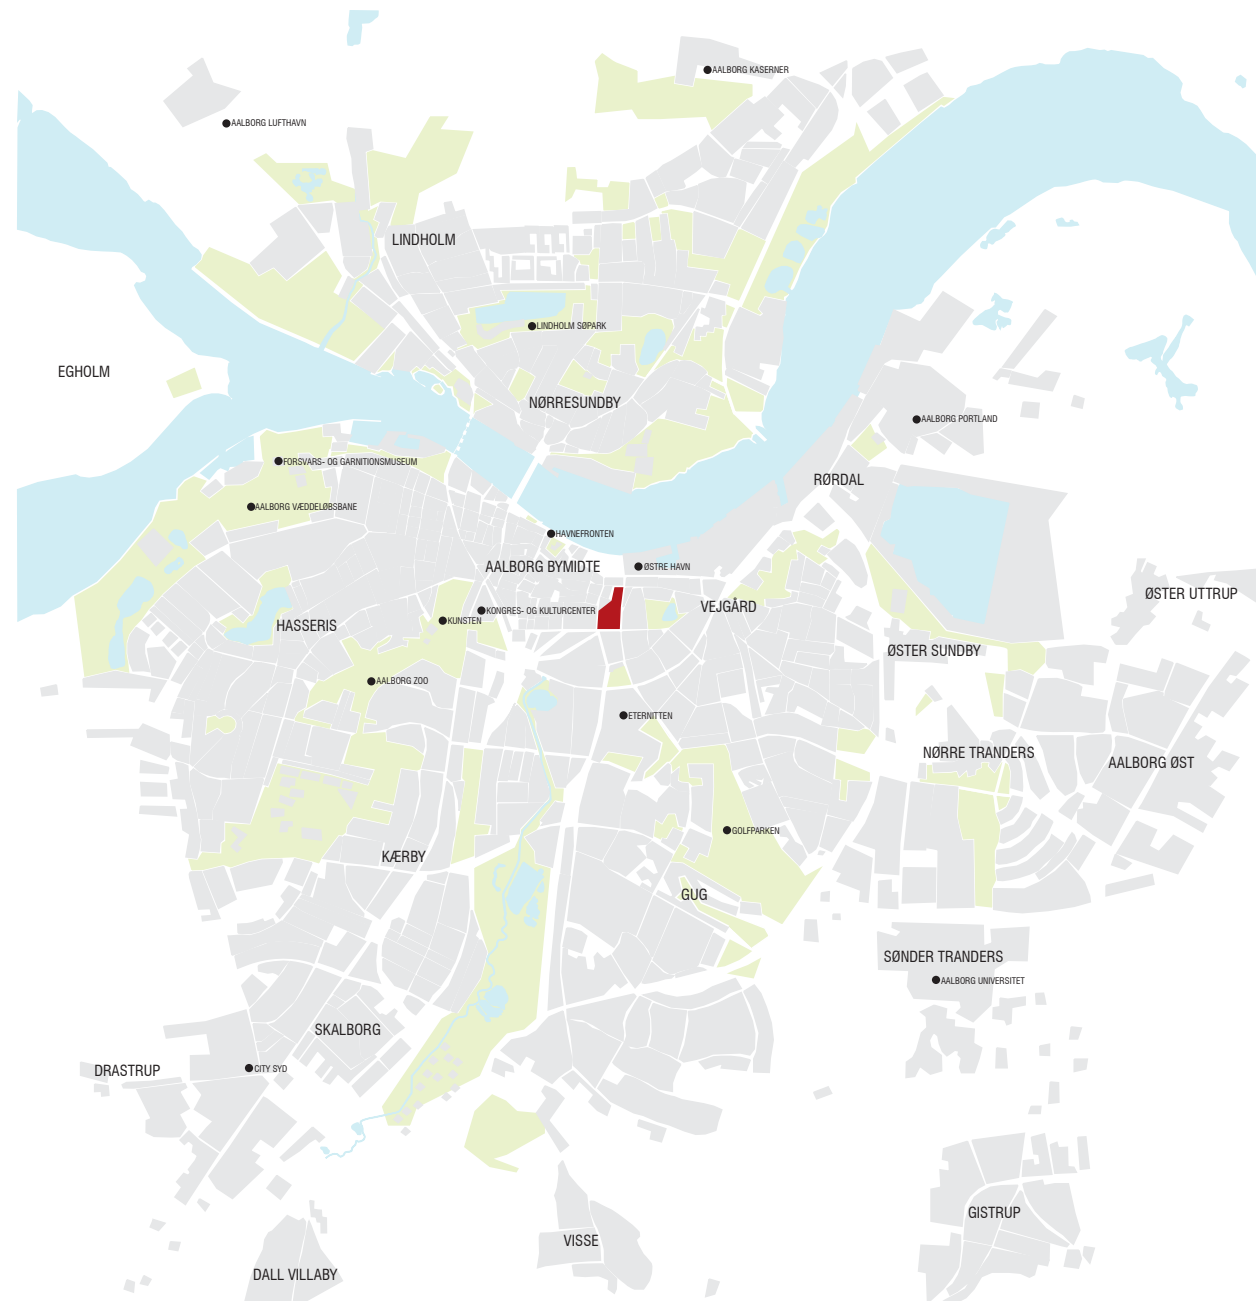 AALBORG KASERNER
AALBORG LUFTHAVN
LINDHOLM
LINDHOLM SØPARK
EGHOLM
NØRRESUNDBY
AALBORG PORTLAND
FORSVARS- OG GARNITIONSMUSEUM
RØRDAL
AALBORG VÆDDELØBSBANE
HAVNEFRONTEN
AALBORG BYMIDTE
ØSTRE HAVN
ØSTER UTTRUP
VEJGÅRD
KONGRES- OG KULTURCENTER
KUNSTEN
HASSERIS
ØSTER SUNDBY
AALBORG ZOO
ETERNITTEN
NØRRE TRANDERS
AALBORG ØST
GOLFPARKEN
KÆRBY
GUG
SØNDER TRANDERS
AALBORG UNIVERSITET
SKALBORG
CITY SYD
DRASTRUP
GISTRUP
VISSE
DALL VILLABY